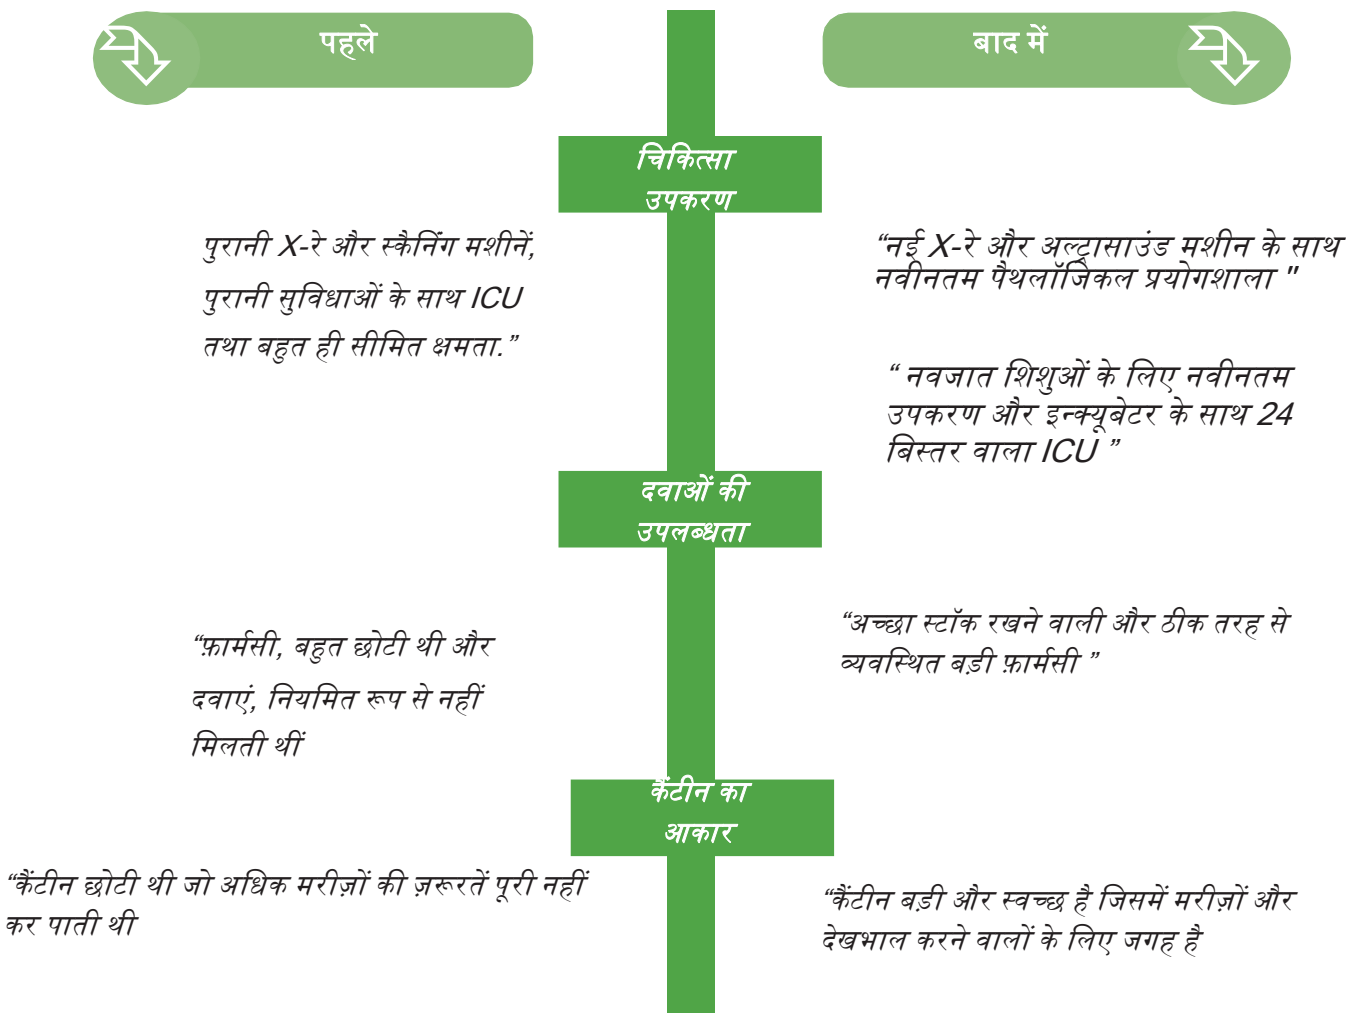 पहले
बाद में
चिकित्सा
उपकरण
पुरानी X-रे और स्कैनिंग मशीनें,
पुरानी सुविधाओं के साथ ICU
तथा बहुत ही सीमित क्षमता.”
“नई X-रे और अल्ट्रासाउंड मशीन के साथ
नवीनतम पैथलॉजिकल प्रयोगशाला "
“ नवजात शिशुओं के लिए नवीनतम
उपकरण और इन्क्यूबेटर के साथ 24
बिस्तर वाला ICU ”
दवाओं की
उपलब्धता
“फ़ार्मसी, बहुत छोटी थी और
दवाएं, नियमित रूप से नहीं
मिलती थीं
“अच्छा स्टॉक रखने वाली और ठीक तरह से
व्यवस्थित बड़ी फ़ार्मसी ”
कैंटीन का
आकार
“कैंटीन छोटी थी जो अधिक मरीज़ों की ज़रूरतें पूरी नहीं
कर पाती थी
“कैंटीन बड़ी और स्वच्छ है जिसमें मरीज़ों और
देखभाल करने वालों के लिए जगह है